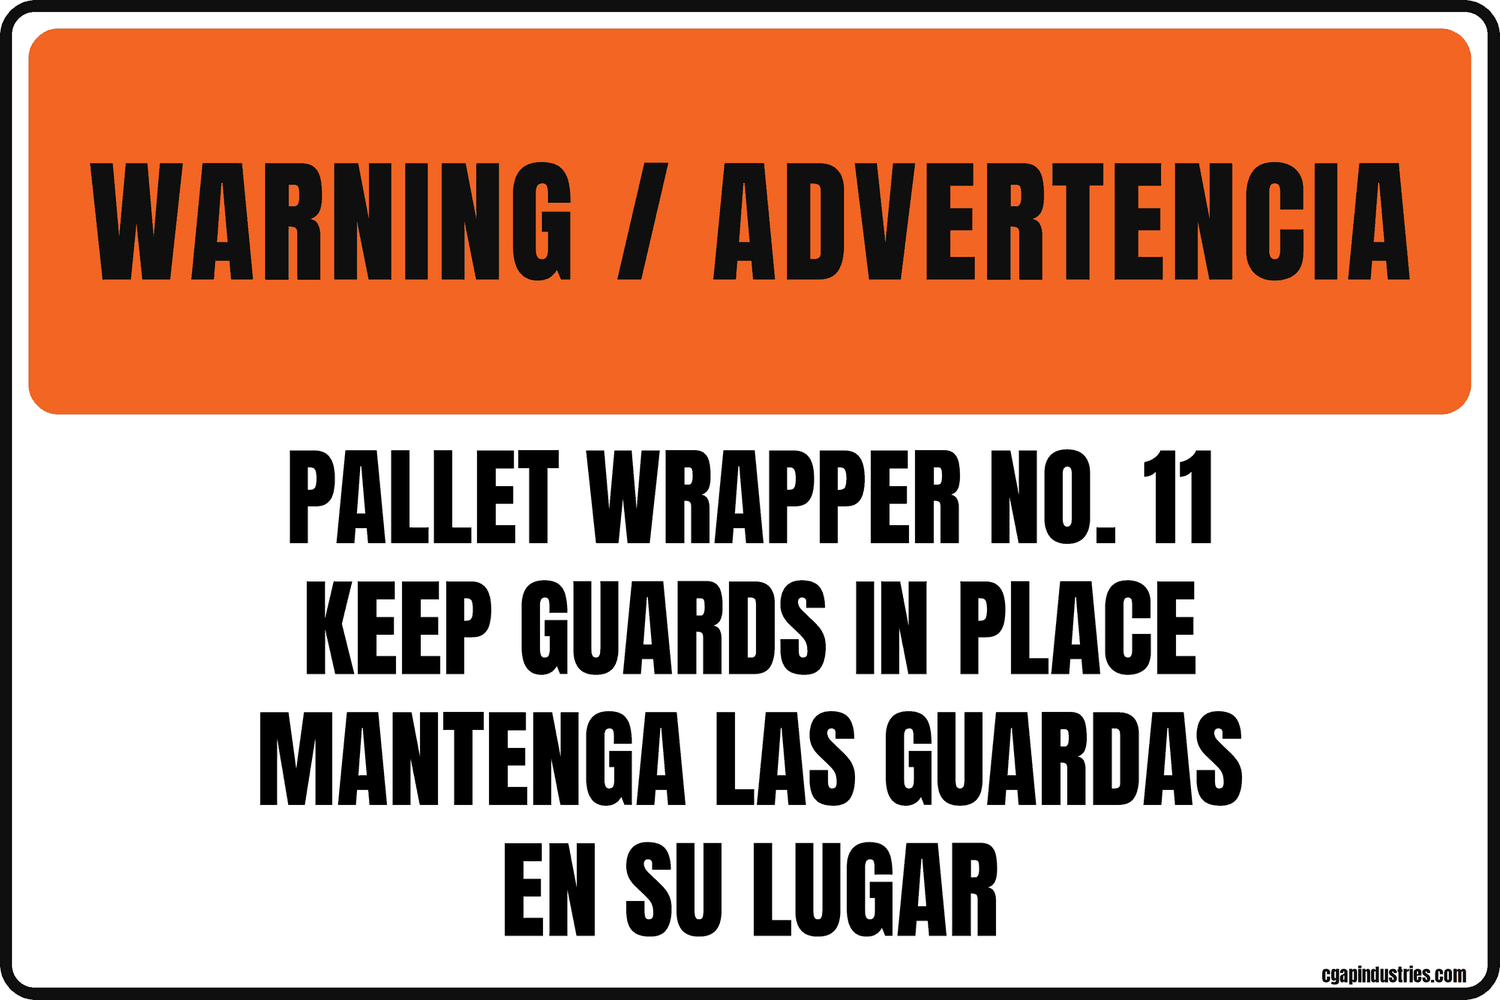 WARNING / ADVERTENCIA
PALLET WRAPPER NO. 11
KEEP GUARDS IN PLACE
MANTENGA LAS GUARDAS
EN SU LUGAR
cgapindustries.com